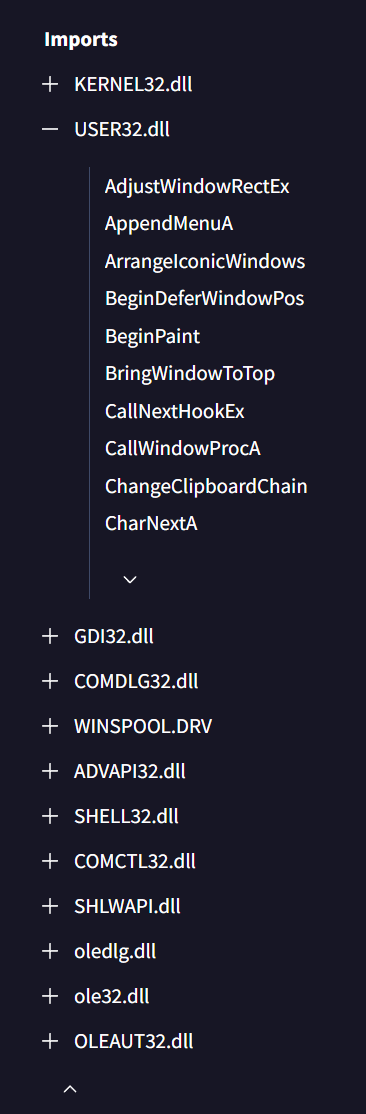 Imports
KERNEL32.dll
USER32.dll
AdjustWindowRectEx
AppendMenuA
ArrangeIconicWindows
BeginDeferWindowPos
BeginPaint
BringWindowToTop
CallNextHookEx
CallWindowProcA
ChangeClipboardChain
CharNextA
GDI32.dll
COMDLG32.dll
WINSPOOL.DRV
ADVAPI32.dll
SHELL32.dll
COMCTL32.dll
SHLWAPI.dll
oledlg.dll
ole32.dll
OLEAUT32.dll